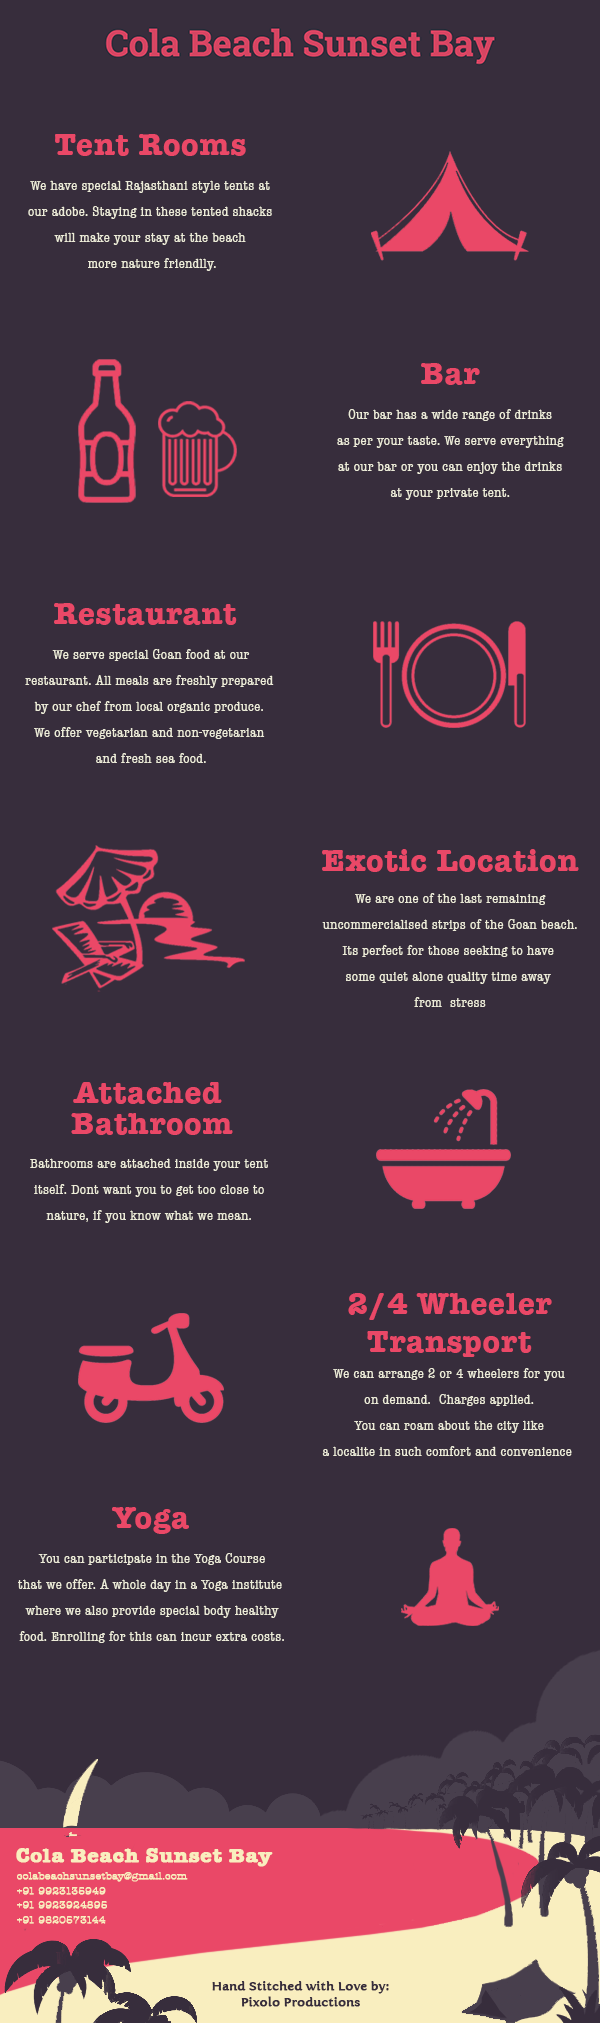 Cola Beach Sunset Bay
Tent Rooms
We have special Rajasthani style tents at
our adobe. Staying in these tented shacks
will make your stay at the beach
more nature friendlly.
Bar
Our bar has a wide range of drinks
as per your taste. We serve everything
at our bar or you can enjoy the drinks
at your private tent.
Restaurant
We serve special Goan food at our
restaurant. All meals are freshly prepared
by our chef from local organic produce.
We offer vegetarian and non-vegetarian
and fresh sea food.
Exotic Location
We are one of the last remaining
uncommercialised strips of the Goan beach.
Its perfect for those seeking to have
some quiet alone quality time away
from stress
Attached
Bathroom
Bathrooms are attached inside your tent
itself. Dont want you to get too close to
nature, if you know what we mean.
2/4 Wheeler
Transport
We can arrange 2 or 4 wheelers for you
on demand. Charges applied.
You can roam about the city like
a localite in such comfort and convenience
Yoga
You can participate in the Yoga Course
that we offer. A whole day in a Yoga institute
where we also provide special body healthy
food. Enrolling for this can incur extra costs.
Cola Beach Sunset Bay
colabeachsunsetbay@gmail.com
+91 9923135949
+91 9923924895
+91 9820573144
Hand Stitched with Love by:
Pixolo Productions